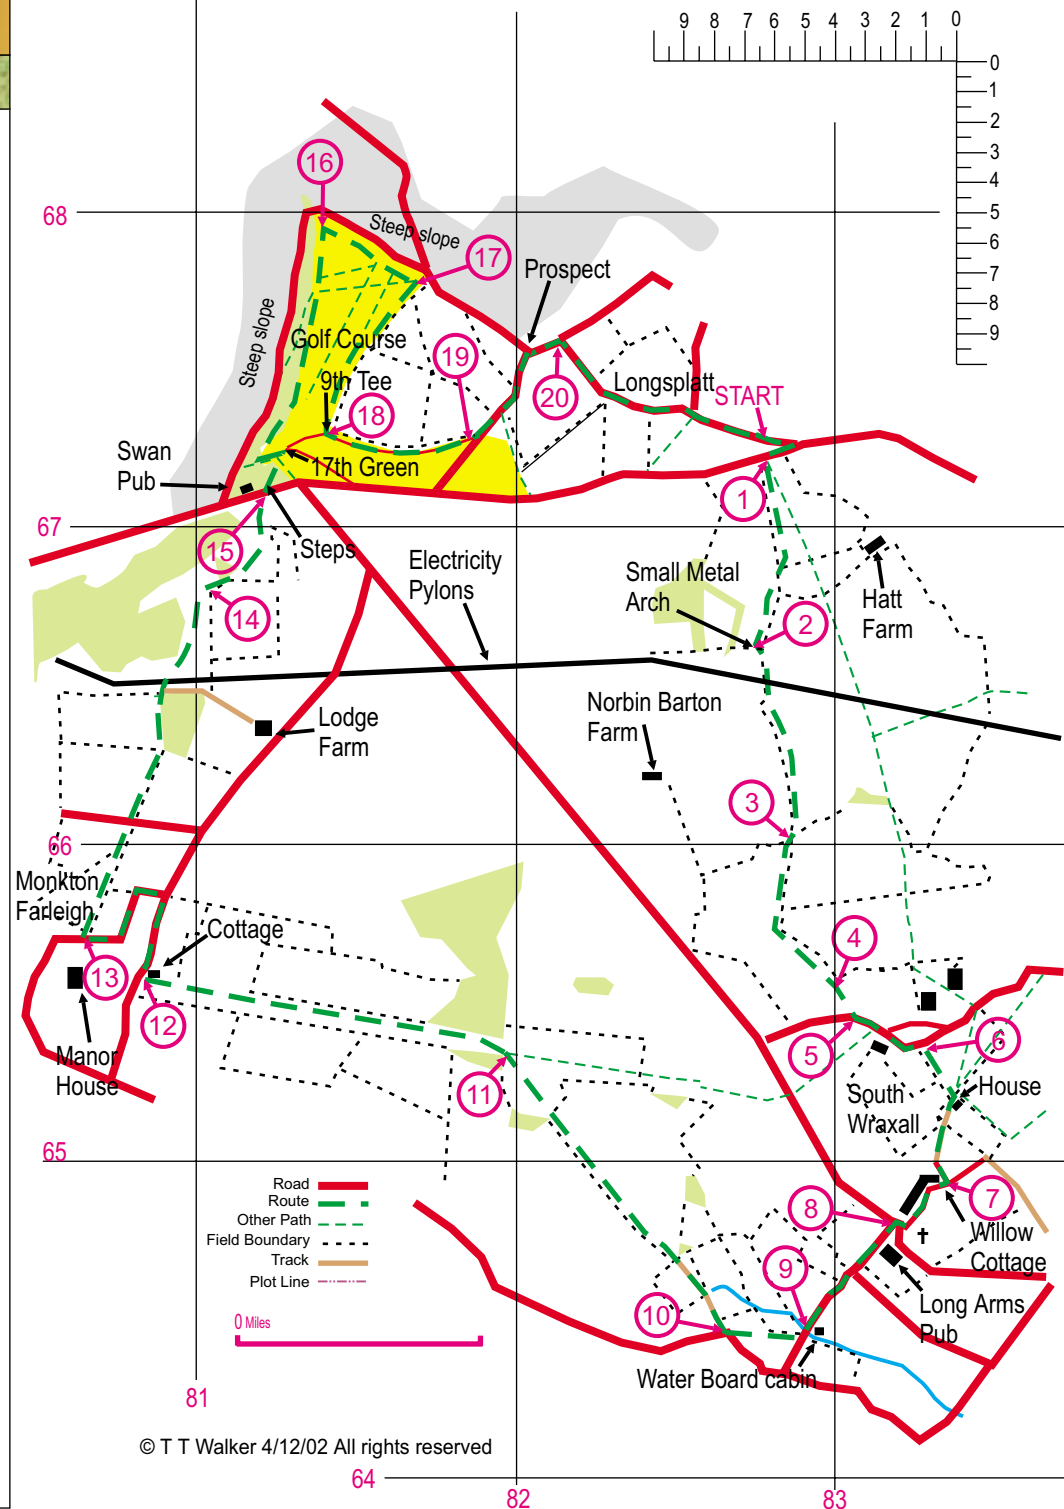 9 8 7 6 5 4 3 2 1 0
0
1
2
3
4
5
6
7
8
9
16
68
Steep slope
17
Prospect
Steep slope
Golf Course
19
9th Tee
20
Longsplatt
START
18
Swan
Pub
17th Green
1
67
15
Steps
Electricity
Pylons
Small Metal
Arch
Hatt
Farm
14
2
Norbin Barton
Farm
Lodge
Farm
3
66
Monkton
Farleigh
Cottage
4
13
12
5
6
Manor
House
11
South
Wraxall
House
65
Road
Route
Other Path
Field Boundary
Track
Plot Line
7
8
Willow
Cottage
9
10
Long Arms
Pub
0 Miles
Water Board cabin
81
© T T Walker 4/12/02 All rights reserved
64
82
83